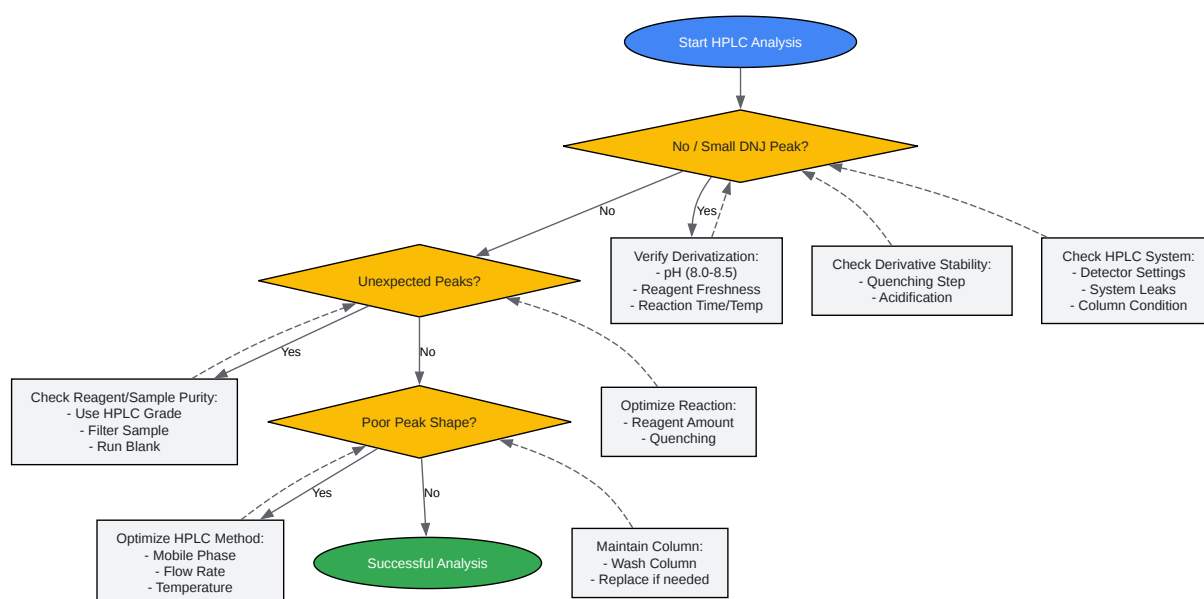 Start HPLC Analysis
No / Small DNJ Peak?
No
Yes
Verify Derivatization:
- pH (8.0-8.5)
- Reagent Freshness
- Reaction Time/Temp
Check Derivative Stability:
- Quenching Step
- Acidification
Check HPLC System:
- Detector Settings
- System Leaks
- Column Condition
Unexpected Peaks?
Yes
No
Check Reagent/Sample Purity:
- Use HPLC Grade
- Filter Sample
- Run Blank
Optimize Reaction:
- Reagent Amount
- Quenching
Poor Peak Shape?
Yes
No
Optimize HPLC Method:
- Mobile Phase
- Flow Rate
- Temperature
Successful Analysis
Maintain Column:
- Wash Column
- Replace if needed